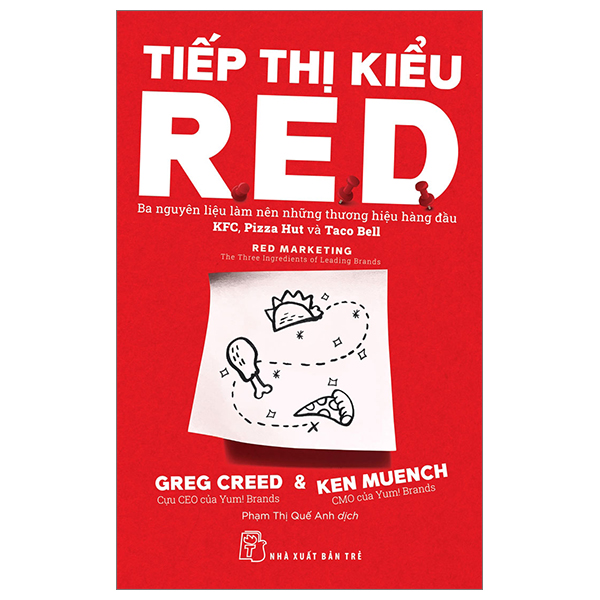 TIẾP THỊ KIỂU
R.E.D.
Ba nguyên liệu làm nên những thương hiệu hàng đầu
KFC, Pizza Hut và Taco Bell
RED MARKETING
The Three Ingredients of Leading Brands
GREG CREED & KEN MUENCH
Cựu CEO của Yum! Brands CMO của Yum! Brands
Phạm Thị Quế Anh dịch
NHÀ XUẤT BẢN TRẺ